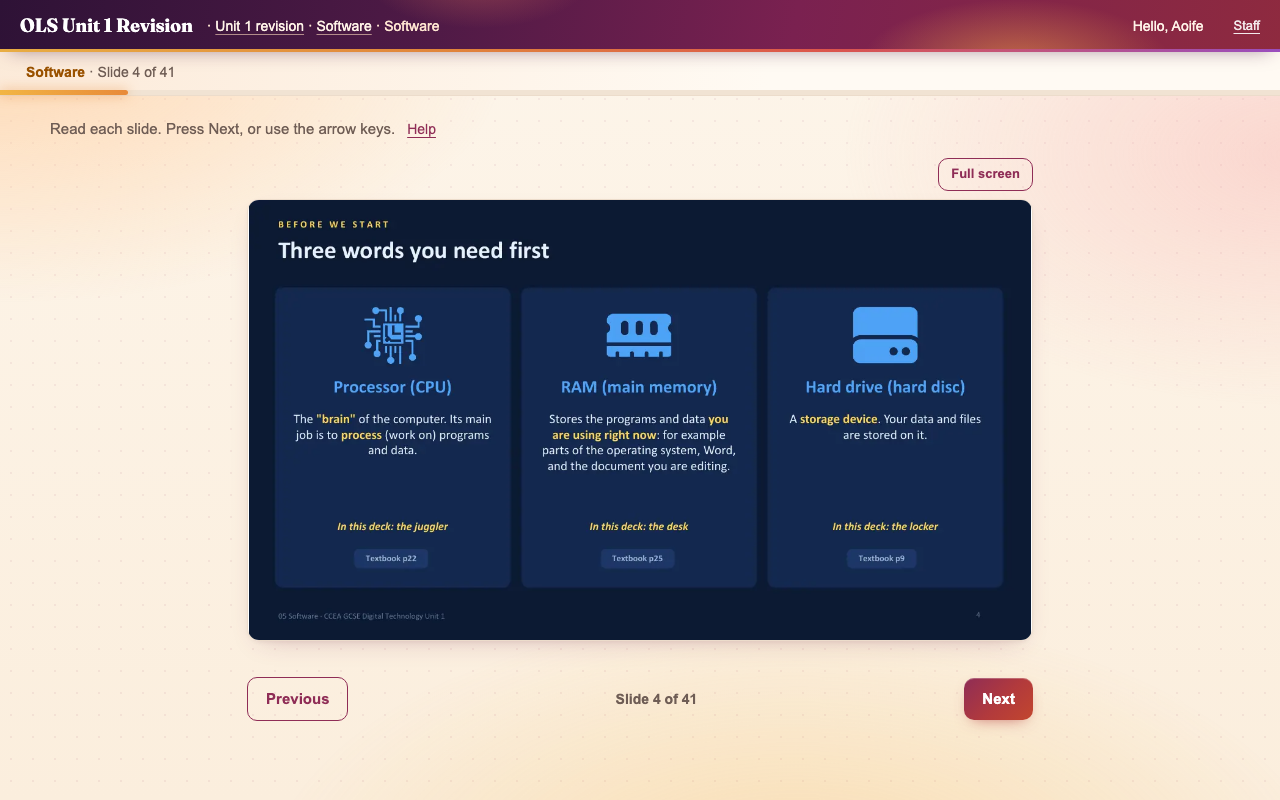 OLS Unit 1 Revision · Unit 1 revision · Software · Software Hello, Aoife Staff
Software · Slide 4 of 41
Read each slide. Press Next, or use the arrow keys. Help
Full screen
BEFORE WE START
Three words you need first
Processor (CPU)
The "brain" of the computer. Its main
job is to process (work on) programs
and data.
In this deck: the juggler
Textbook p22
RAM (main memory)
Stores the programs and data you
are using right now: for example
parts of the operating system, Word,
and the document you are editing.
In this deck: the desk
Textbook p25
Hard drive (hard disc)
A storage device. Your data and files
are stored on it.
In this deck: the locker
Textbook p9
05 Software - CCEA GCSE Digital Technology Unit 1
4
Previous
Slide 4 of 41
Next